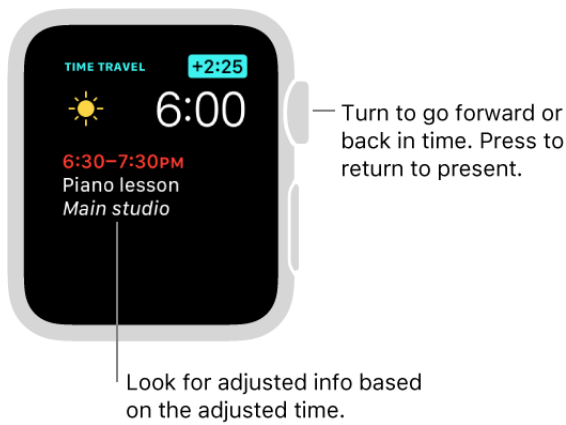 TIME TRAVEL +2:25
6:00
6:30–7:30PM
Piano lesson
Main studio
Turn to go forward or
back in time. Press to
return to present.
Look for adjusted info based
on the adjusted time.